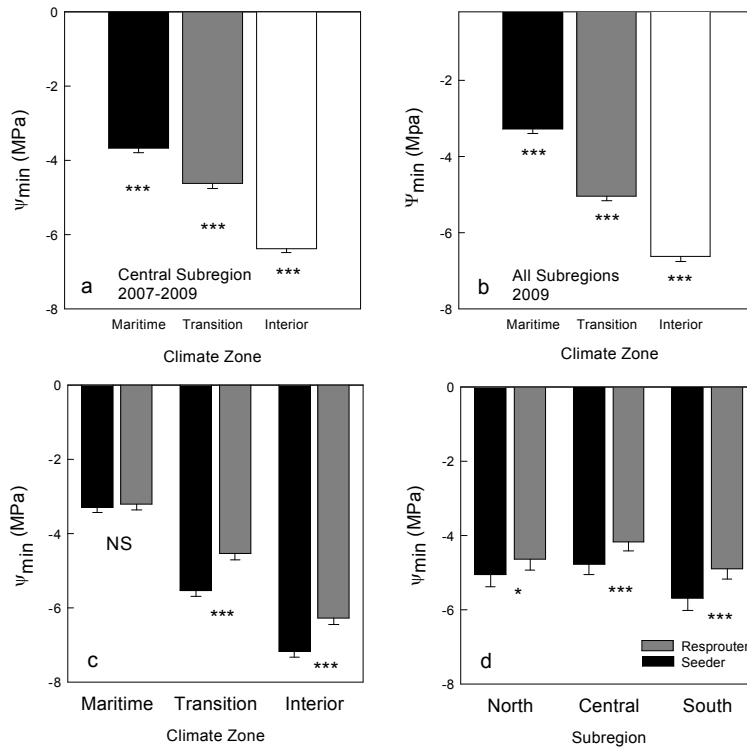 0
-2
-4
-6
-8
Ψmin (MPa)
***
***
***
a
Central Subregion
2007-2009
Maritime Transition Interior
Climate Zone
-2
-4
-6
-8
Ψmin (Mpa)
***
***
***
b
All Subregions
2009
Maritime Transition Interior
Climate Zone
0
-2
-4
-6
-8
Ψmin (MPa)
NS
***
***
c
Maritime Transition Interior
Climate Zone
0
-2
-4
-6
-8
Ψmin (MPa)
*
***
***
d
Resprouter
Seeder
North Central South
Subregion